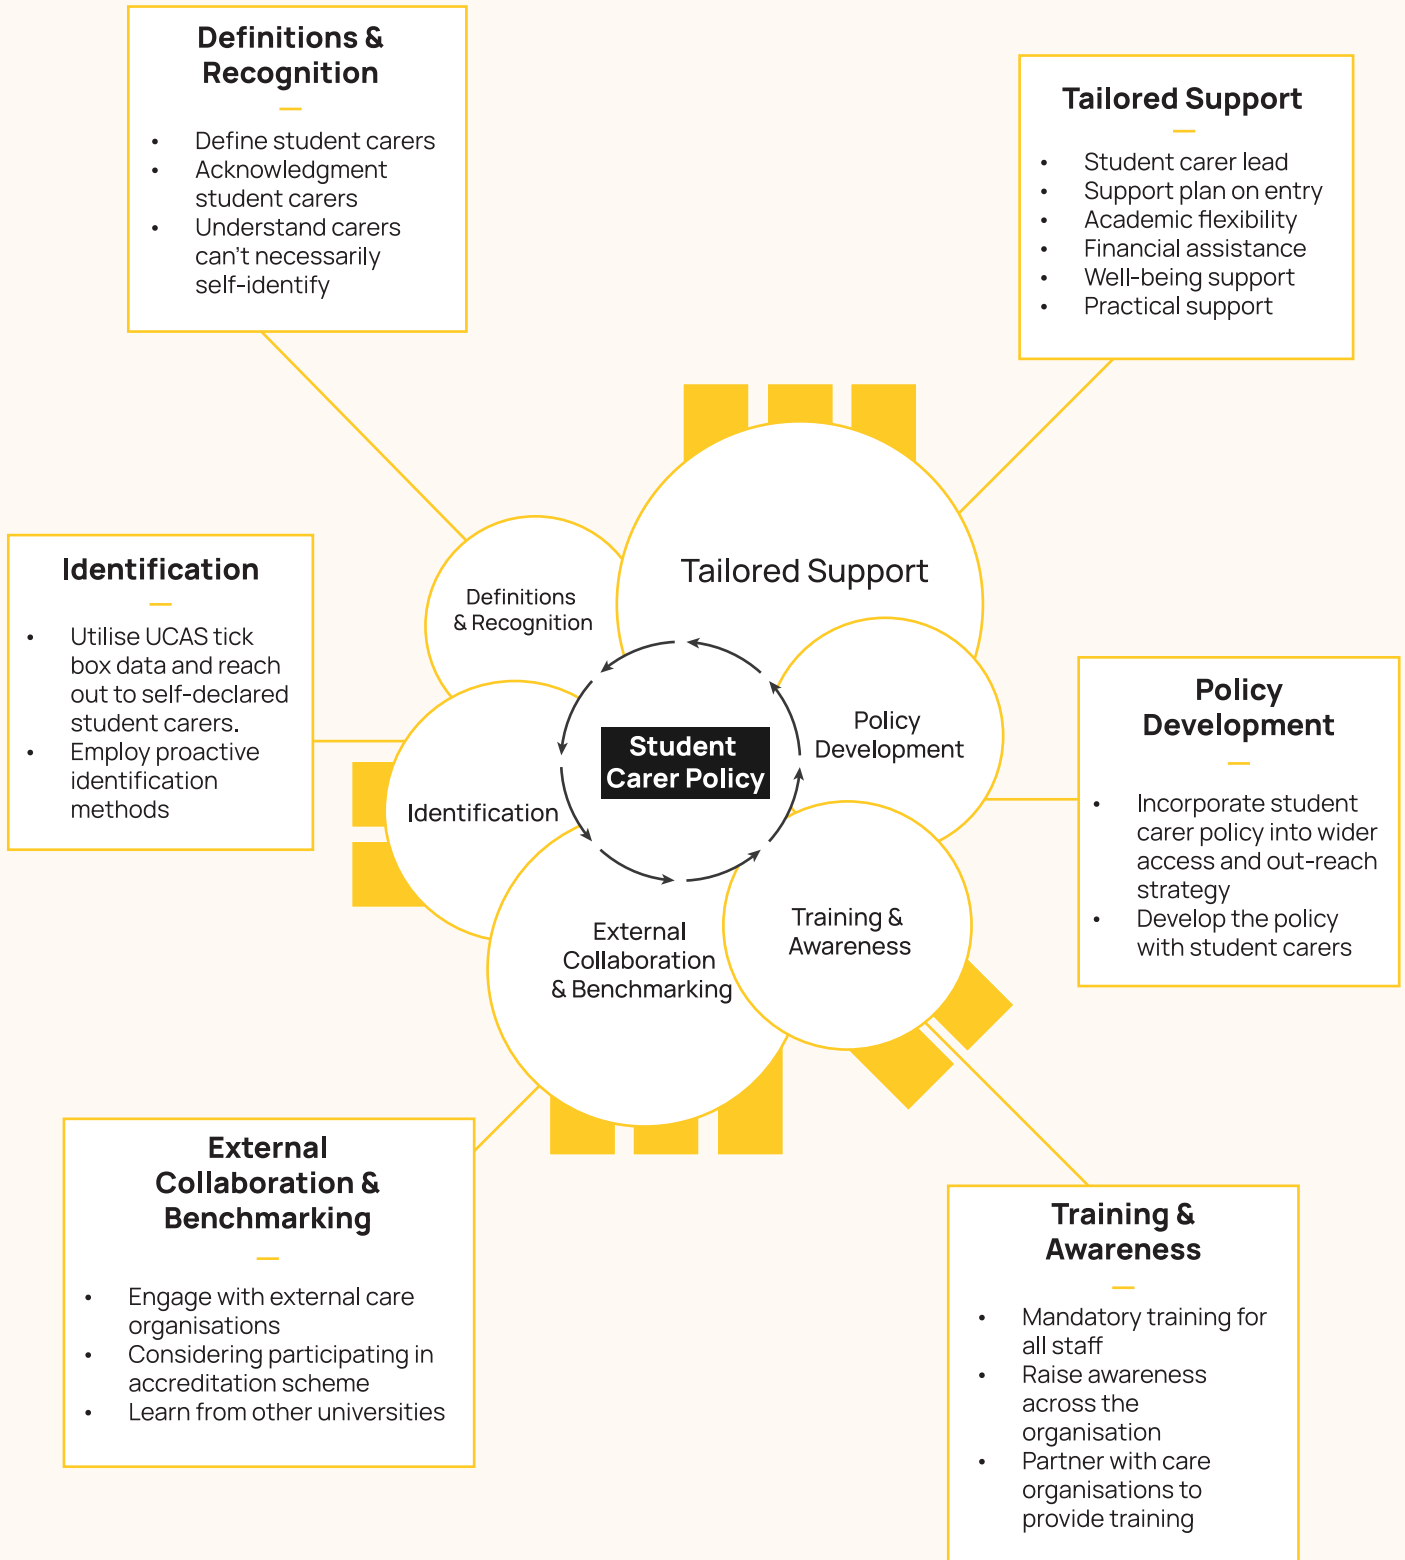 Definitions &
Recognition
• Define student carers
• Acknowledgment
student carers
• Understand carers
can't necessarily
self-identify
Tailored Support
• Student carer lead
• Support plan on entry
• Academic flexibility
• Financial assistance
• Well-being support
• Practical support
Identification
• Utilise UCAS tick
box data and reach
out to self-declared
student carers.
• Employ proactive
identification
methods
Definitions
& Recognition
Tailored Support
Policy
Development
Student
Carer Policy
Identification
External
Collaboration
& Benchmarking
Training &
Awareness
Policy
Development
• Incorporate student
carer policy into wider
access and out-reach
strategy
• Develop the policy
with student carers
External
Collaboration &
Benchmarking
• Engage with external care
organisations
• Considering participating in
accreditation scheme
• Learn from other universities
Training &
Awareness
• Mandatory training for
all staff
• Raise awareness
across the
organisation
• Partner with care
organisations to
provide training